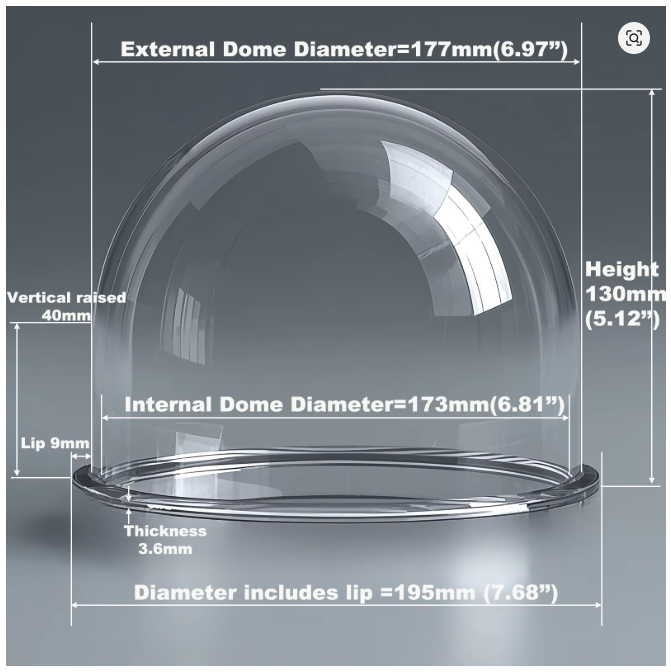 External Dome Diameter=177mm(6.97”)
Height
130mm
(5.12”)
Vertical raised
40mm
Internal Dome Diameter=173mm(6.81”)
Lip 9mm
Thickness
3.6mm
Diameter includes lip =195mm (7.68”)